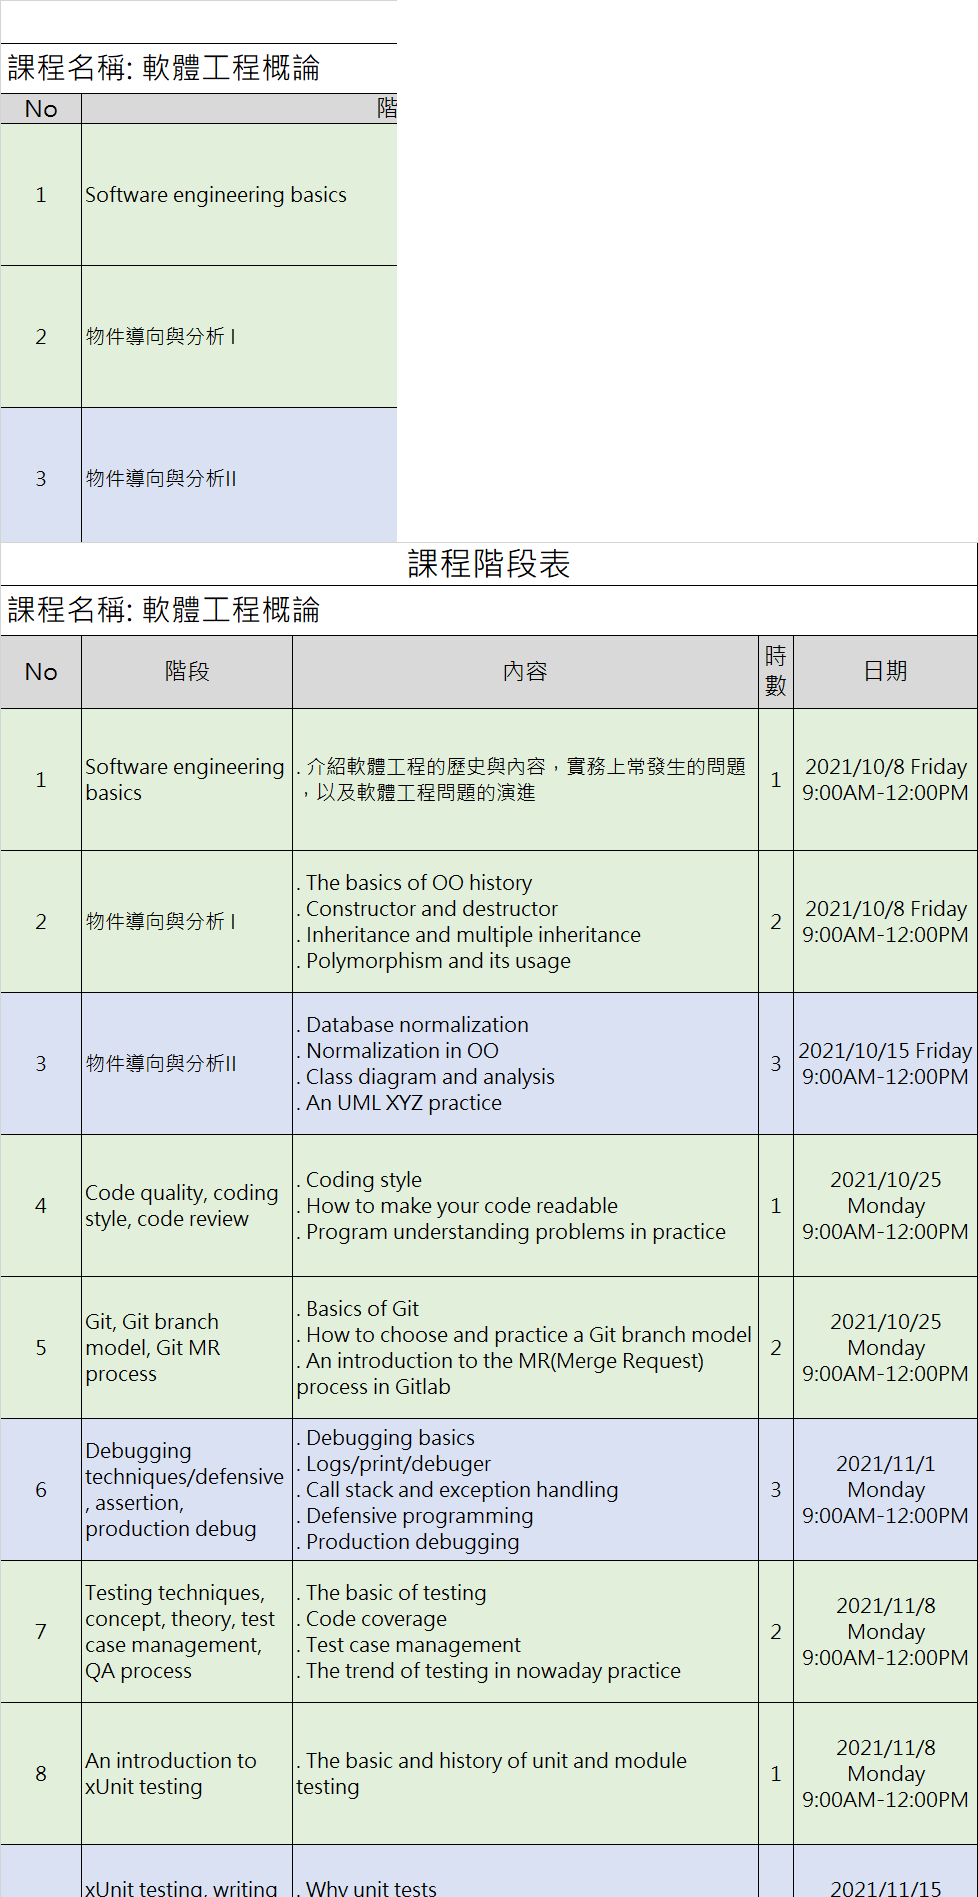 課程名稱: 軟體工程概論
No 階
1 Software engineering basics
2 物件導向與分析 I
3 物件導向與分析II
課程階段表
課程名稱: 軟體工程概論
No 階段 內容 時數 日期
1
Software engineering
basics
. 介紹軟體工程的歷史與內容，實務上常發生的問題
，以及軟體工程問題的演進
1
2021/10/8 Friday
9:00AM-12:00PM
2
物件導向與分析 I
. The basics of OO history
. Constructor and destructor
. Inheritance and multiple inheritance
. Polymorphism and its usage
2
2021/10/8 Friday
9:00AM-12:00PM
3
物件導向與分析II
. Database normalization
. Normalization in OO
. Class diagram and analysis
. An UML XYZ practice
3
2021/10/15 Friday
9:00AM-12:00PM
4
Code quality, coding
style, code review
. Coding style
. How to make your code readable
. Program understanding problems in practice
1
2021/10/25
Monday
9:00AM-12:00PM
5
Git, Git branch
model, Git MR
process
. Basics of Git
. How to choose and practice a Git branch model
. An introduction to the MR(Merge Request)
process in Gitlab
2
2021/10/25
Monday
9:00AM-12:00PM
6
Debugging
techniques/defensive
, assertion,
production debug
. Debugging basics
. Logs/print/debuger
. Call stack and exception handling
. Defensive programming
. Production debugging
3
2021/11/1
Monday
9:00AM-12:00PM
7
Testing techniques,
concept, theory, test
case management,
QA process
. The basic of testing
. Code coverage
. Test case management
. The trend of testing in nowaday practice
2
2021/11/8
Monday
9:00AM-12:00PM
8
An introduction to
xUnit testing
. The basic and history of unit and module
testing
1
2021/11/8
Monday
9:00AM-12:00PM
xUnit testing, writing
. Why unit tests
2021/11/15